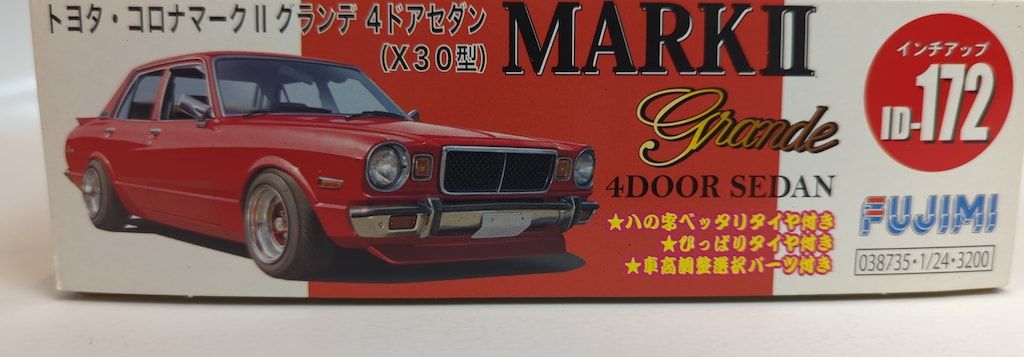 トヨタ・コロナマークⅡグランデ 4ドアセダン
(X30型)
MARKⅡ
Grande
4DOOR SEDAN
★ハの字ベッタリタイヤ付き
★ひっぱりタイヤ付き
★車高調整選択パーツ付き
インチアップ
ID-172
FUJIMI
038735・1/24・3200